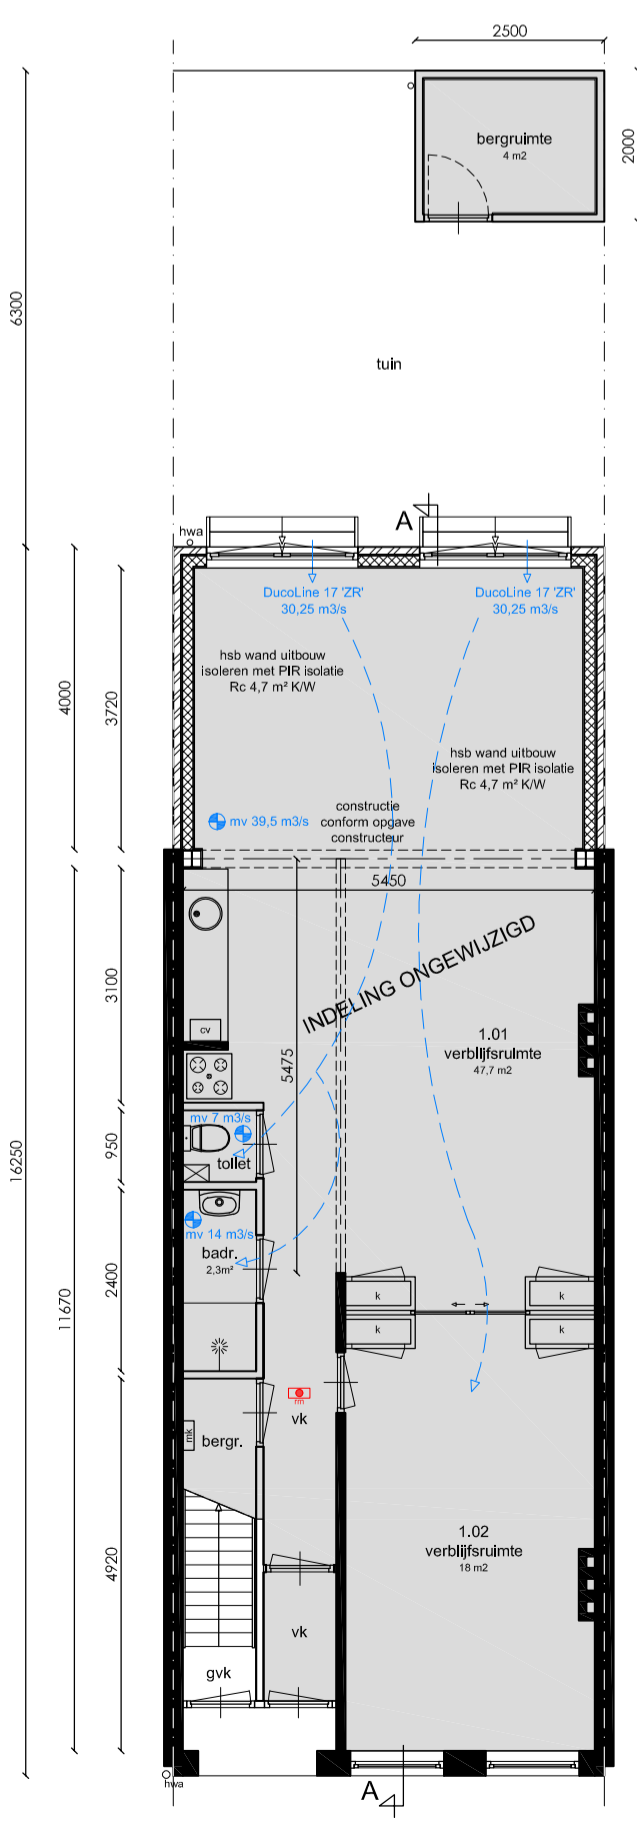 2500
bergruimte
4 m2
2000
6300
tuin
A
hwa
DucoLine 17 'ZR'
30,25 m3/s
DucoLine 17 'ZR'
30,25 m3/s
hsb wand uitbouw
isoleren met PIR isolatie
Rc 4,7 m² K/W
4000
3720
hsb wand uitbouw
isoleren met PIR isolatie
Rc 4,7 m² K/W
mv 39,5 m3/s
constructie
conform opgave
constructeur
5450
INDELING ONGEWIJZIGD
3100
cv
5475
1.01
verblijfsruimte
47,7 m2
mv 7 m3/s
toilet
950
16250
mv 14 m3/s
badr.
2,3m²
2400
11670
k
k
k
k
rm
vk
mk
bergr.
4920
1.02
verblijfsruimte
18 m2
vk
gvk
hwa
A